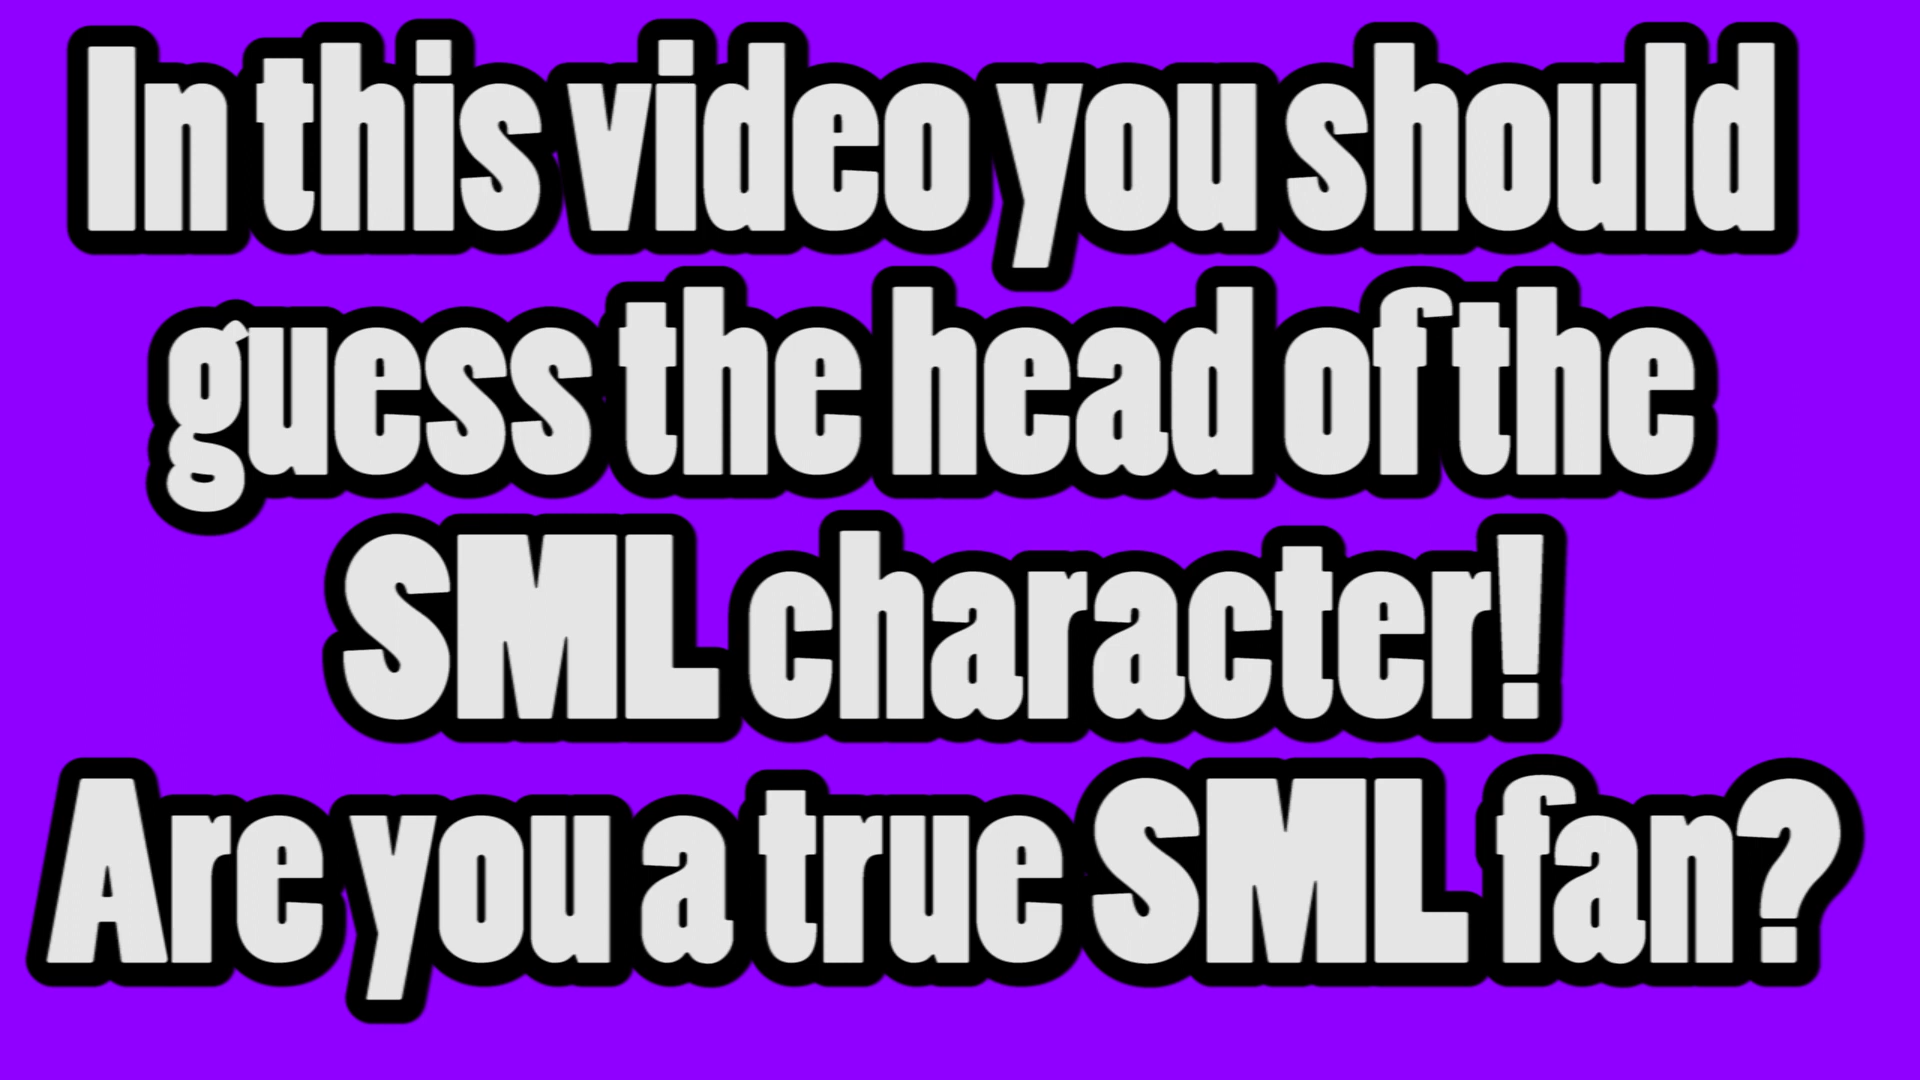 In this video you should
guess the head of the
SML character!
Are you a true SML fan?